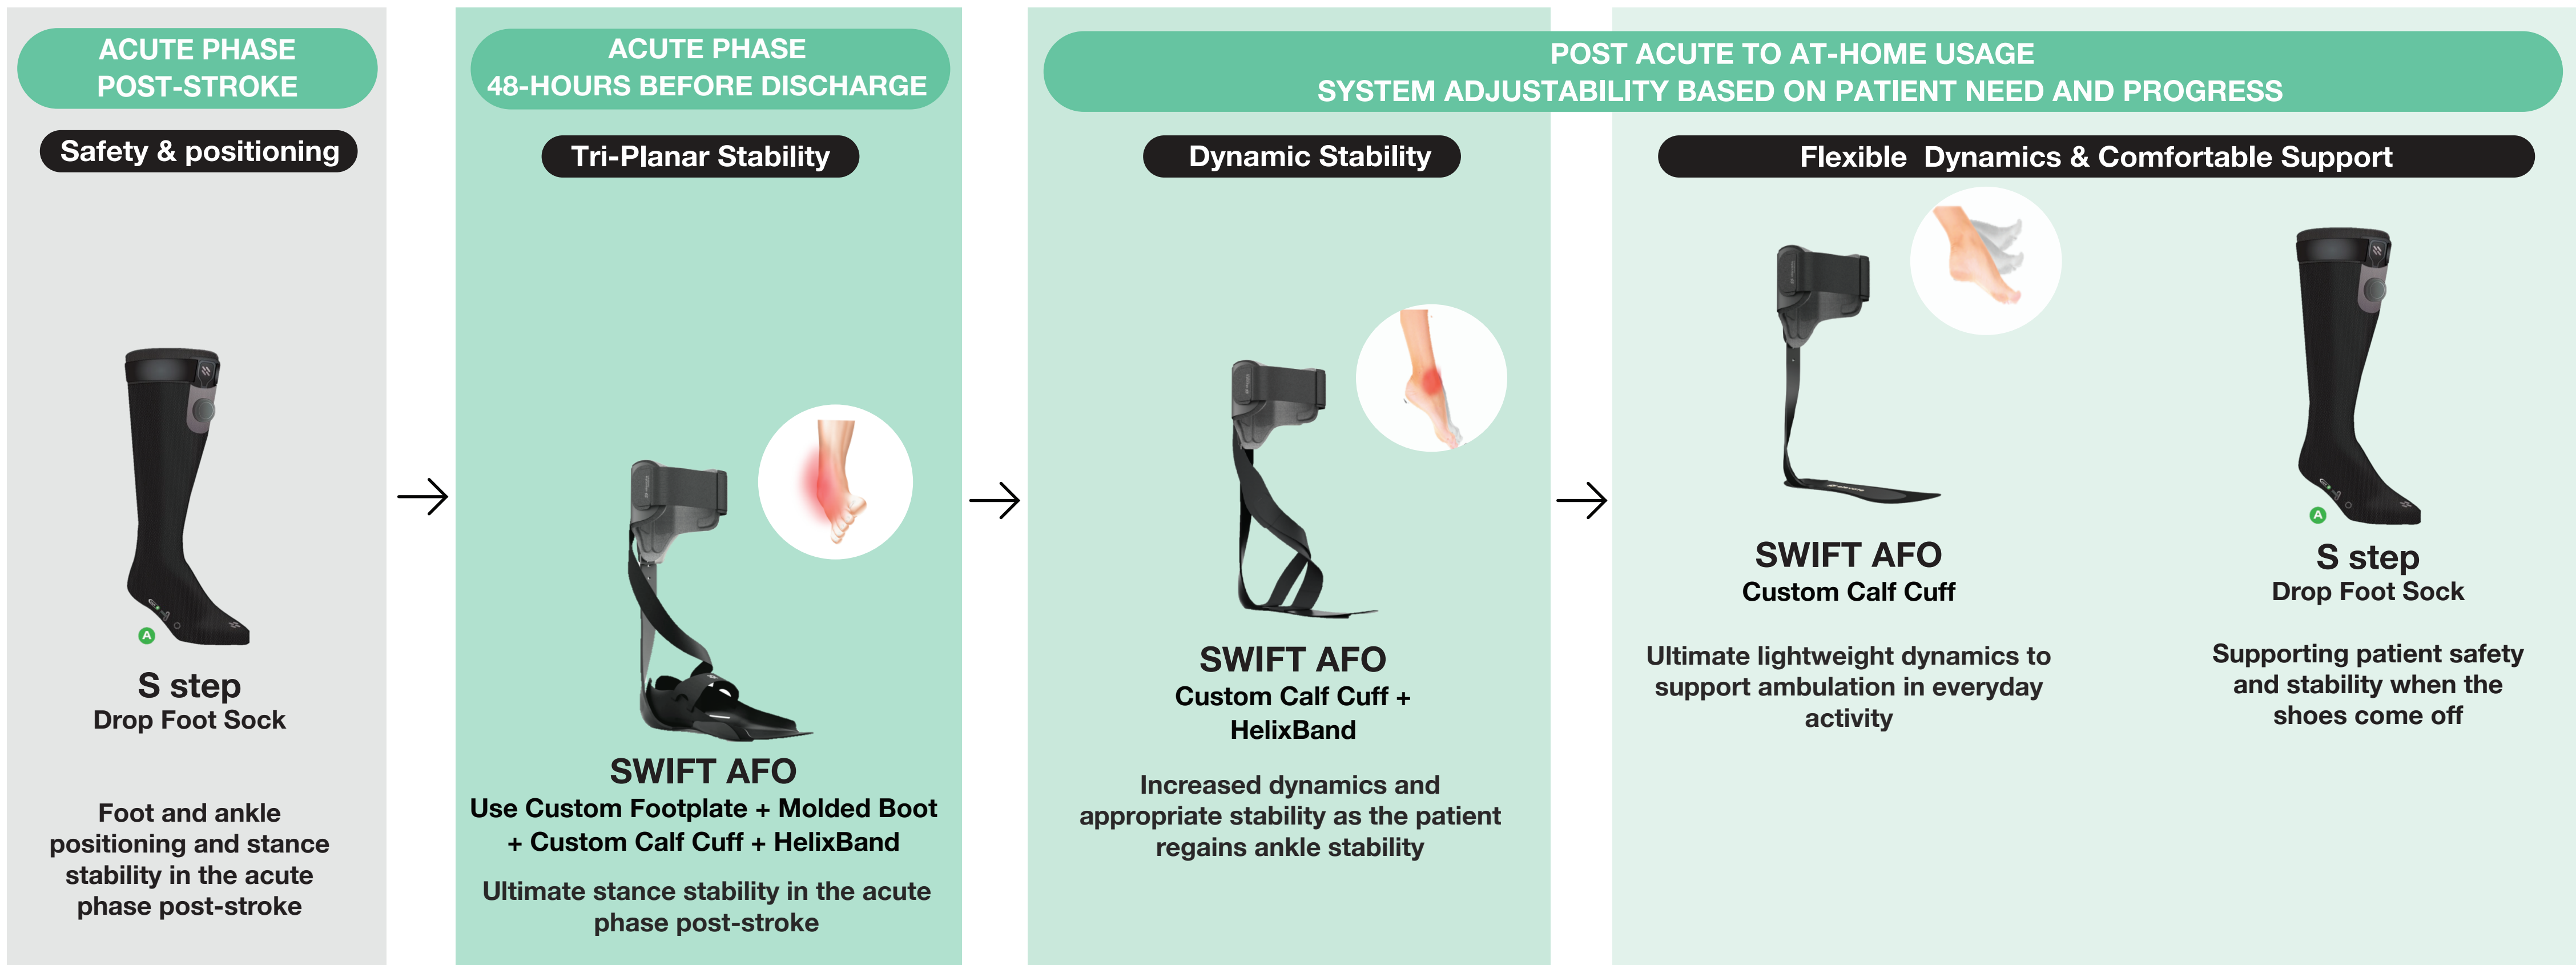 ACUTE PHASE
POST-STROKE
Safety & positioning
A
S step
Drop Foot Sock
Foot and ankle
positioning and stance
stability in the acute
phase post-stroke
ACUTE PHASE
48-HOURS BEFORE DISCHARGE
Tri-Planar Stability
SWIFT AFO
Use Custom Footplate + Molded Boot
+ Custom Calf Cuff + HelixBand
Ultimate stance stability in the acute
phase post-stroke
POST ACUTE TO AT-HOME USAGE
SYSTEM ADJUSTABILITY BASED ON PATIENT NEED AND PROGRESS
Dynamic Stability
SWIFT AFO
Custom Calf Cuff +
HelixBand
Increased dynamics and
appropriate stability as the patient
regains ankle stability
Flexible  Dynamics & Comfortable Support
SWIFT AFO
Custom Calf Cuff
Ultimate lightweight dynamics to
support ambulation in everyday
activity
A
S step
Drop Foot Sock
Supporting patient safety
and stability when the
shoes come off